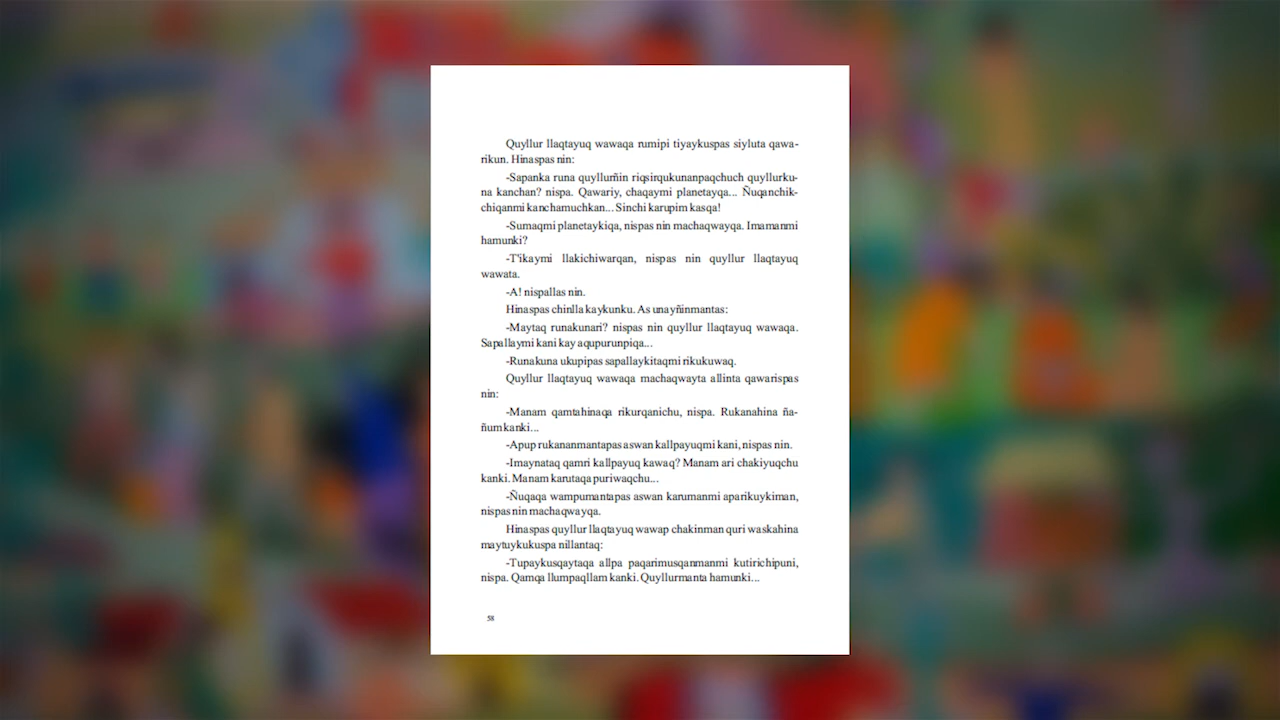 Quyllur llaqtayuq wawaqa rumipi tiyaykuspas siyluta qawa-
rikun. Hinaspas nin:
-Sapanka runa quyllurñin riqsirqukunanpaqchuch quyllurku-
na kanchan? nispa. Qawariy, chaqaymi planetayqa... Ñuqanchik-
chiqanmi kanchamuchkan... Sinchi karupim kasqa!
-Sumaqmi planetaykiqa, nispas nin machaqwayqa. Imamanmi
hamunki?
-T'ikaymi llakichiwarqan, nispas nin quyllur llaqtayuq
wawata.
-A! nispallas nin.
Hinaspas chinlla kaykunku. As unayñinmantas:
-Maytaq runakunari? nispas nin quyllur llaqtayuq wawaqa.
Sapallaymi kani kay aqupurunpiqa...
-Runakuna ukupipas sapallaykitaqmi rikukuwaq.
Quyllur llaqtayuq wawaqa machaqwayta allinta qawarispas
nin:
-Manam qamtahinaqa rikurqanichu, nispa. Rukanahina ña-
ñum kanki...
-Apup rukananmantapas aswan kallpayuqmi kani, nispas nin.
-Imaynataq qamri kallpayuq kawaq? Manam ari chakiyuqchu
kanki. Manam karutaqa puriwaqchu...
-Ñuqaqa wampumantapas aswan karumanmi aparikuykiman,
nispas nin machaqwayqa.
Hinaspas quyllur llaqtayuq wawap chakinman quri waskahina
maytuykukuspa nillantaq:
-Tupaykusqaytaqa allpa paqarimusqanmanmi kutirichipuni,
nispa. Qamqa llumpaqllam kanki. Quyllurmanta hamunki...
58